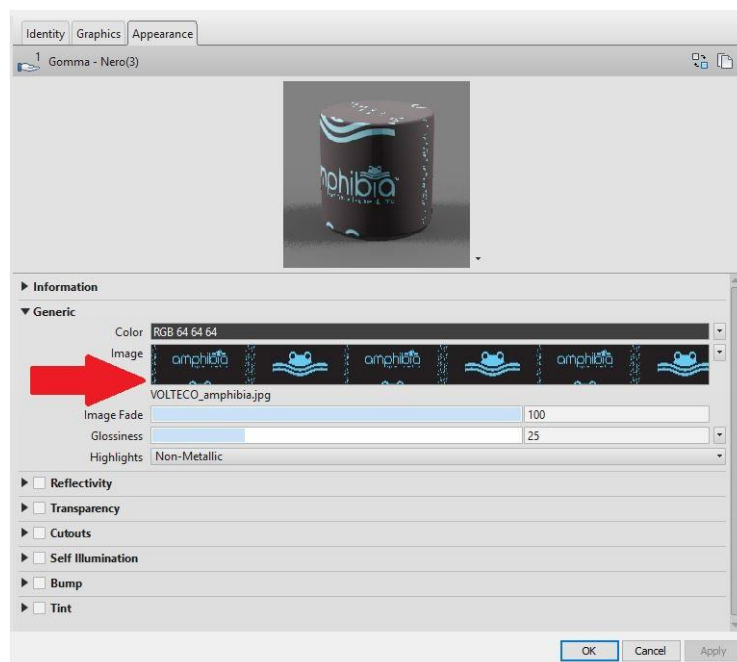 Identity Graphics Appearance
1 Gomma - Nero(3)
amphibia™
Information
Generic
Color RGB 64 64 64
Image amphibia amphibia amphibia
VOLTECO_amphibia.jpg
Image Fade 100
Glossiness 25
Highlights Non-Metallic
Reflectivity
Transparency
Cutouts
Self Illumination
Bump
Tint
OK Cancel Apply